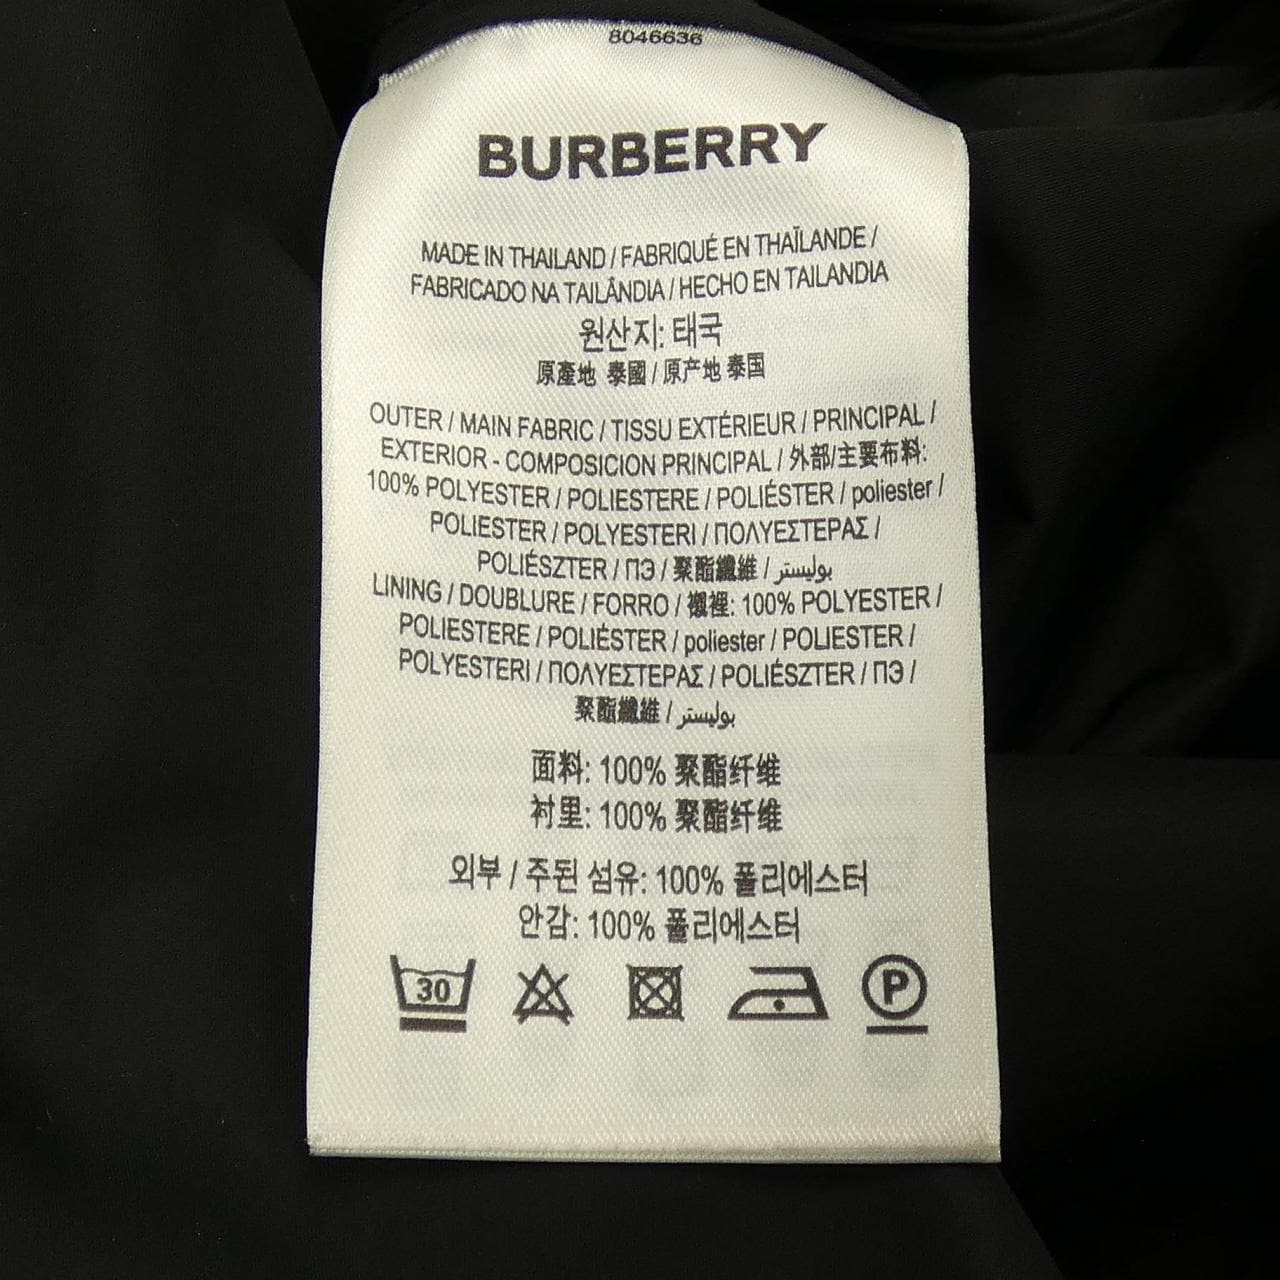 8046636
BURBERRY
MADE IN THAILAND / FABRIQUÉ EN THAÏLANDE /
FABRICADO NA TAILÂNDIA / HECHO EN TAILANDIA
원산지: 태국
原產地 泰國 / 原产地 泰国
OUTER / MAIN FABRIC / TISSU EXTÉRIEUR / PRINCIPAL /
EXTERIOR - COMPOSICION PRINCIPAL / 外部/主要布料:
100% POLYESTER / POLIESTERE / POLIÉSTER / poliester /
POLIESTER / POLYESTERI / ΠΟΛΥΕΣΤΕΡΑΣ /
POLIÉSZTER / ПЭ / 聚酯纖維 / بوليستر
LINING / DOUBLURE / FORRO / 襯裡: 100% POLYESTER /
POLIESTERE / POLIÉSTER / poliester / POLIESTER /
POLYESTERI / ΠΟΛΥΕΣΤΕΡΑΣ / POLIÉSZTER / ПЭ /
聚酯纖維 / بوليستر
面料: 100% 聚酯纤维
衬里: 100% 聚酯纤维
외부 / 주된 섬유: 100% 폴리에스터
안감: 100% 폴리에스터
30 P